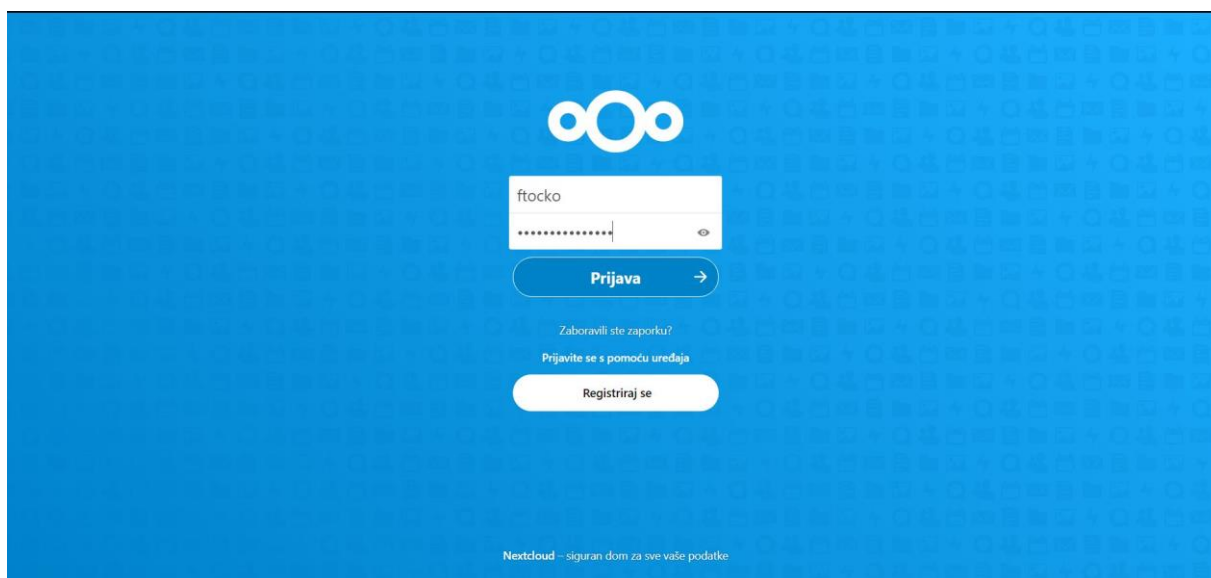 ftocko
•••••••••••••••
Prijava
Zaboravili ste zaporku?
Prijavite se s pomoću uređaja
Registriraj se
Nextcloud – siguran dom za sve vaše podatke